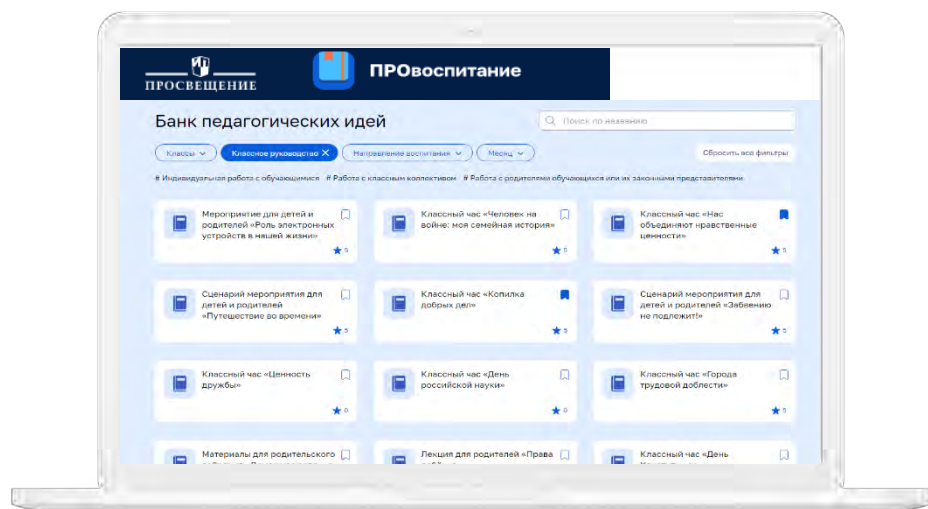 ПРОСВЕЩЕНИЕ
ПРОвоспитание
Банк педагогических идей
Поиск по названию
Классы
Классное руководство ✕
Направление воспитания
Месяц
Сбросить все фильтры
# Индивидуальная работа с обучающимися # Работа с классным коллективом # Работа с родителями обучающихся или их законными представителями
Мероприятие для детей и
родителей «Роль электронных
устройств в нашей жизни»
5
Классный час «Человек на
войне: моя семейная история»
5
Классный час «Нас
объединяют нравственные
ценности»
5
Сценарий мероприятия для
детей и родителей
«Путешествие во времени»
5
Классный час «Копилка
добрых дел»
5
Сценарий мероприятия для
детей и родителей «Забвению
не подлежит!»
5
Классный час «Ценность
дружбы»
0
Классный час «День
российской науки»
0
Классный час «Города
трудовой доблести»
5
Материалы для родительского
Лекция для родителей «Права
Классный час «День